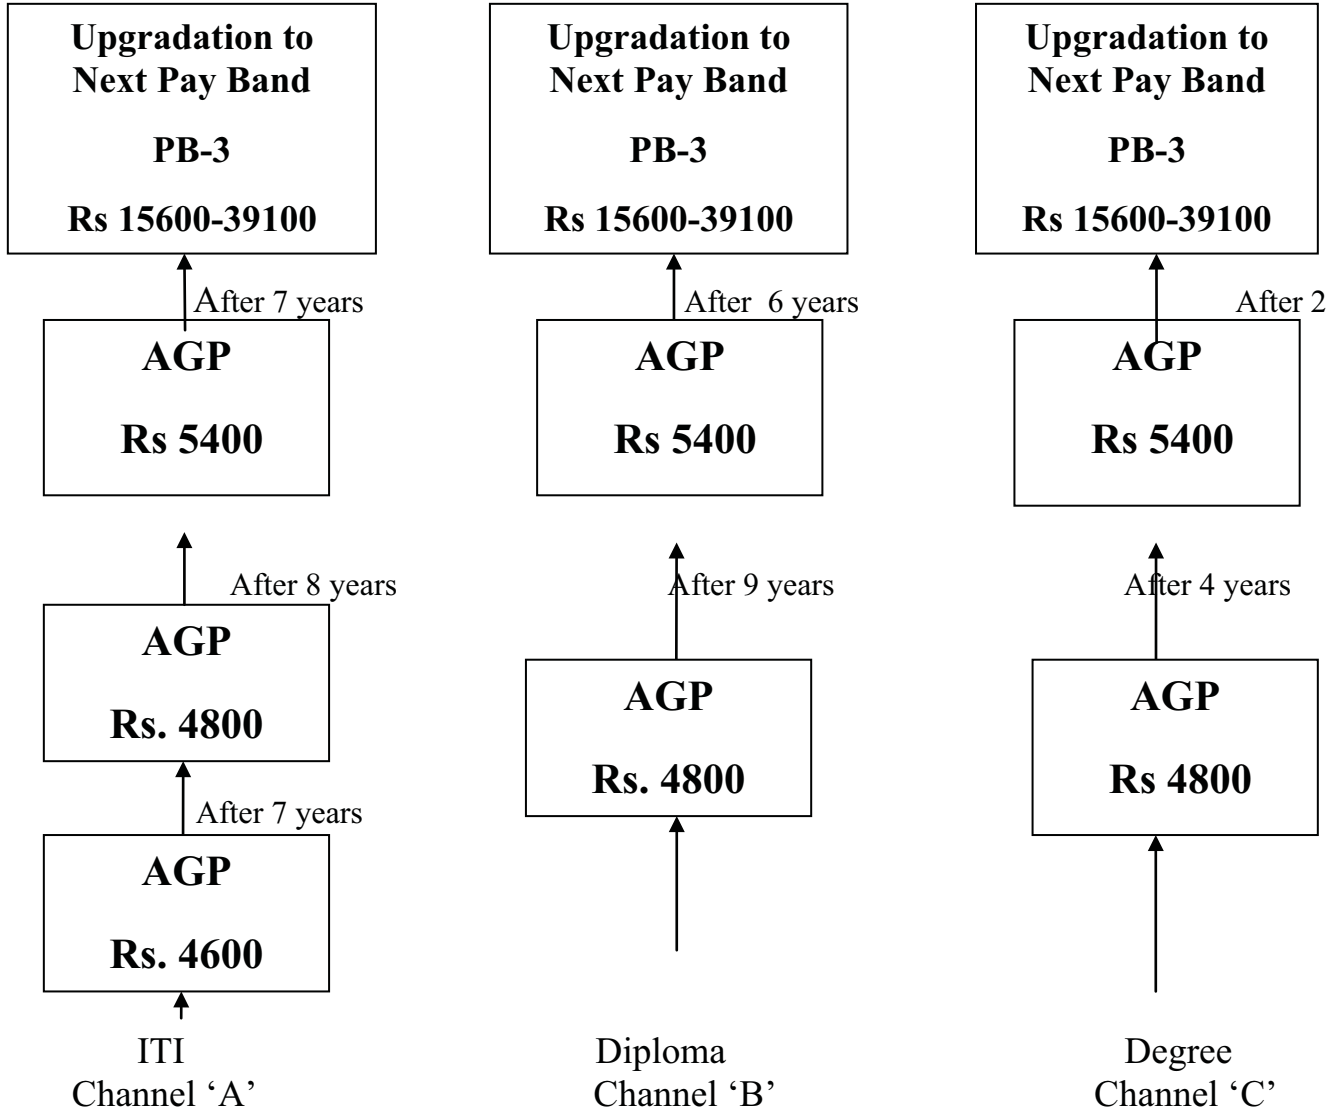 Upgradation to
Next Pay Band
PB-3
Rs 15600-39100
After 7 years
AGP
Rs 5400
After 8 years
AGP
Rs. 4800
After 7 years
AGP
Rs. 4600
ITI
Channel ‘A’
Upgradation to
Next Pay Band
PB-3
Rs 15600-39100
After 6 years
AGP
Rs 5400
After 9 years
AGP
Rs. 4800
Diploma
Channel ‘B’
Upgradation to
Next Pay Band
PB-3
Rs 15600-39100
After 2
AGP
Rs 5400
After 4 years
AGP
Rs 4800
Degree
Channel ‘C’